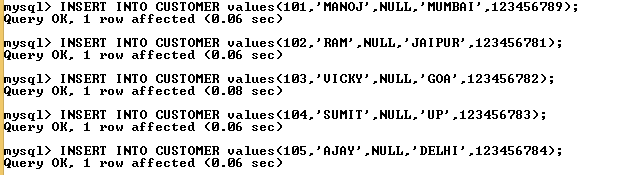 mysql> INSERT INTO CUSTOMER values(101,'MANOJ',NULL,'MUMBAI',123456789);
Query OK, 1 row affected (0.06 sec)
mysql> INSERT INTO CUSTOMER values(102,'RAM',NULL,'JAIPUR',123456781);
Query OK, 1 row affected (0.06 sec)
mysql> INSERT INTO CUSTOMER values(103,'VICKY',NULL,'GOA',123456782);
Query OK, 1 row affected (0.08 sec)
mysql> INSERT INTO CUSTOMER values(104,'SUMIT',NULL,'UP',123456783);
Query OK, 1 row affected (0.06 sec)
mysql> INSERT INTO CUSTOMER values(105,'AJAY',NULL,'DELHI',123456784);
Query OK, 1 row affected (0.06 sec)